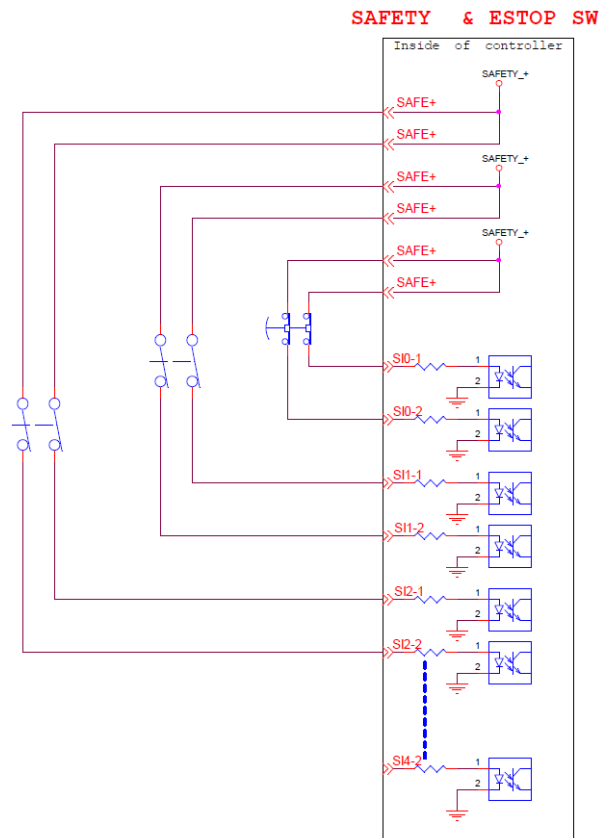 SAFETY & ESTOP SW
Inside of controller
SAFETY_+
SAFE+
SAFE+
SAFETY_+
SAFE+
SAFE+
SAFETY_+
SAFE+
SAFE+
SI0-1
1
2
SI0-2
1
2
SI1-1
1
2
SI1-2
1
2
SI2-1
1
2
SI2-2
1
2
SI4-2
1
2